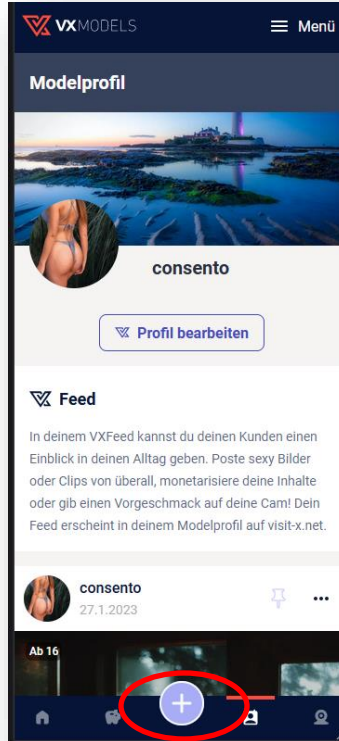 VXMODELS
Menü
Modelprofil
consento
Profil bearbeiten
Feed
In deinem VXFeed kannst du deinen Kunden einen
Einblick in deinen Alltag geben. Poste sexy Bilder
oder Clips von überall, monetarisiere deine Inhalte
oder gib einen Vorgeschmack auf deine Cam! Dein
Feed erscheint in deinem Modelprofil auf visit-x.net.
consento
27.1.2023
Ab 16